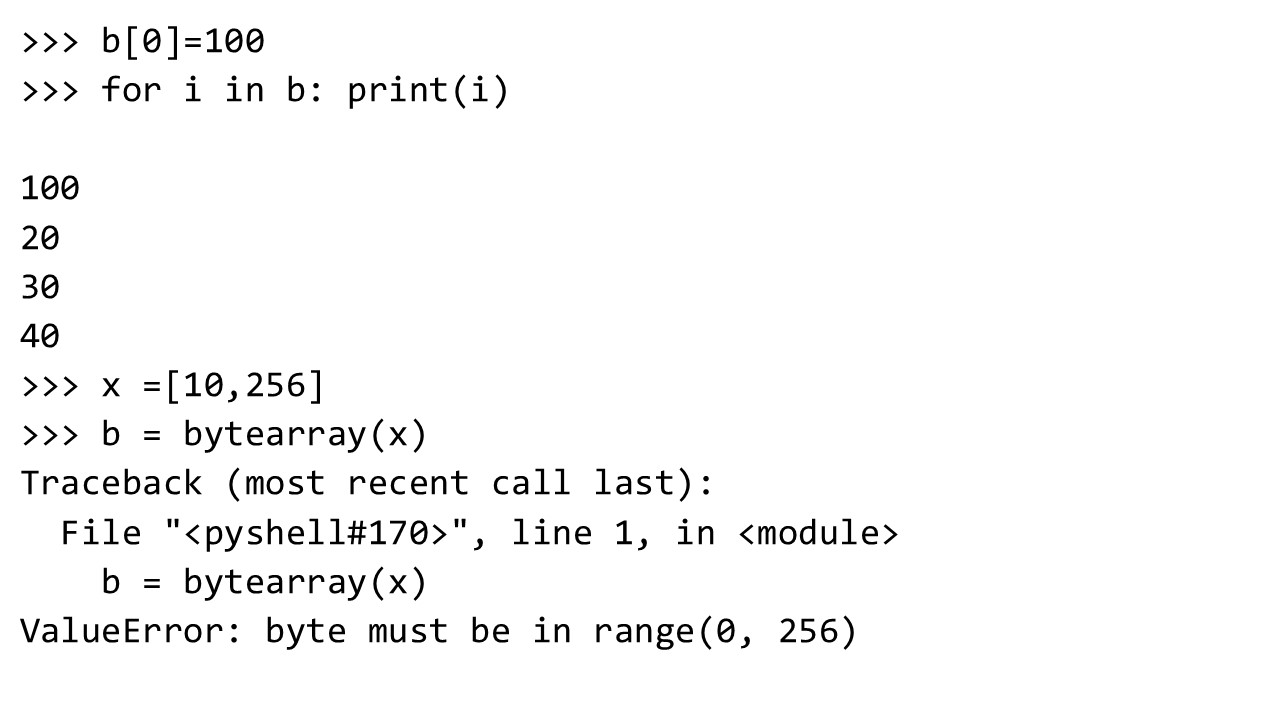 >>> b[0]=100
>>> for i in b: print(i)

100
20
30
40
>>> x =[10,256]
>>> b = bytearray(x)
Traceback (most recent call last):
  File "<pyshell#170>", line 1, in <module>
    b = bytearray(x)
ValueError: byte must be in range(0, 256)